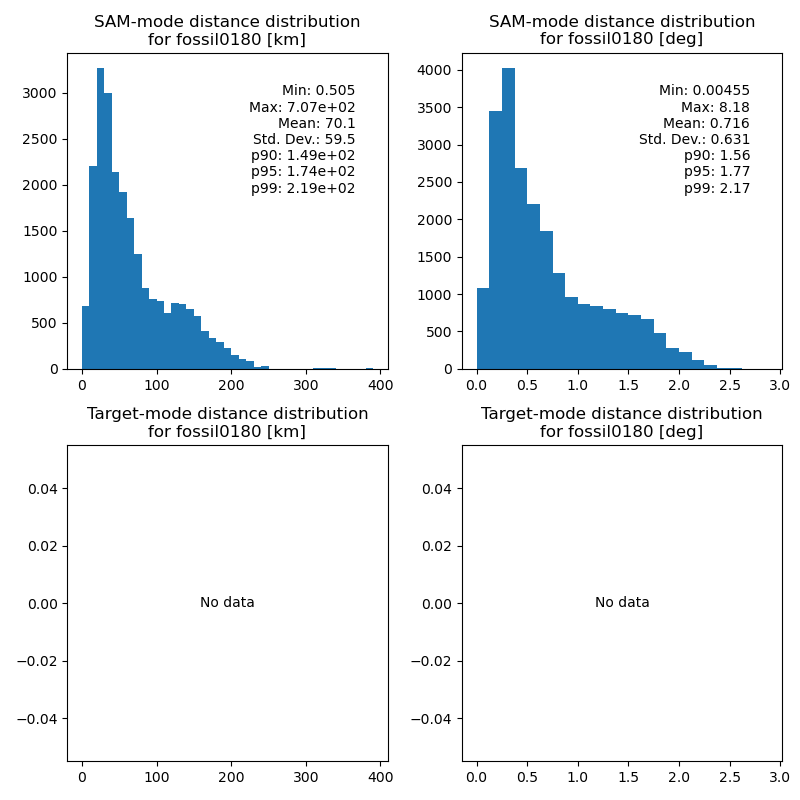 SAM-mode distance distribution
for fossil0180 [km]
3000
2500
2000
1500
1000
500
0
0 100 200 300 400
Min: 0.505
Max: 7.07e+02
Mean: 70.1
Std. Dev.: 59.5
p90: 1.49e+02
p95: 1.74e+02
p99: 2.19e+02
SAM-mode distance distribution
for fossil0180 [deg]
4000
3500
3000
2500
2000
1500
1000
500
0
0.0 0.5 1.0 1.5 2.0 2.5 3.0
Min: 0.00455
Max: 8.18
Mean: 0.716
Std. Dev.: 0.631
p90: 1.56
p95: 1.77
p99: 2.17
Target-mode distance distribution
for fossil0180 [km]
0.04
0.02
0.00
−0.02
−0.04
No data
0 100 200 300 400
Target-mode distance distribution
for fossil0180 [deg]
0.04
0.02
0.00
−0.02
−0.04
No data
0.0 0.5 1.0 1.5 2.0 2.5 3.0